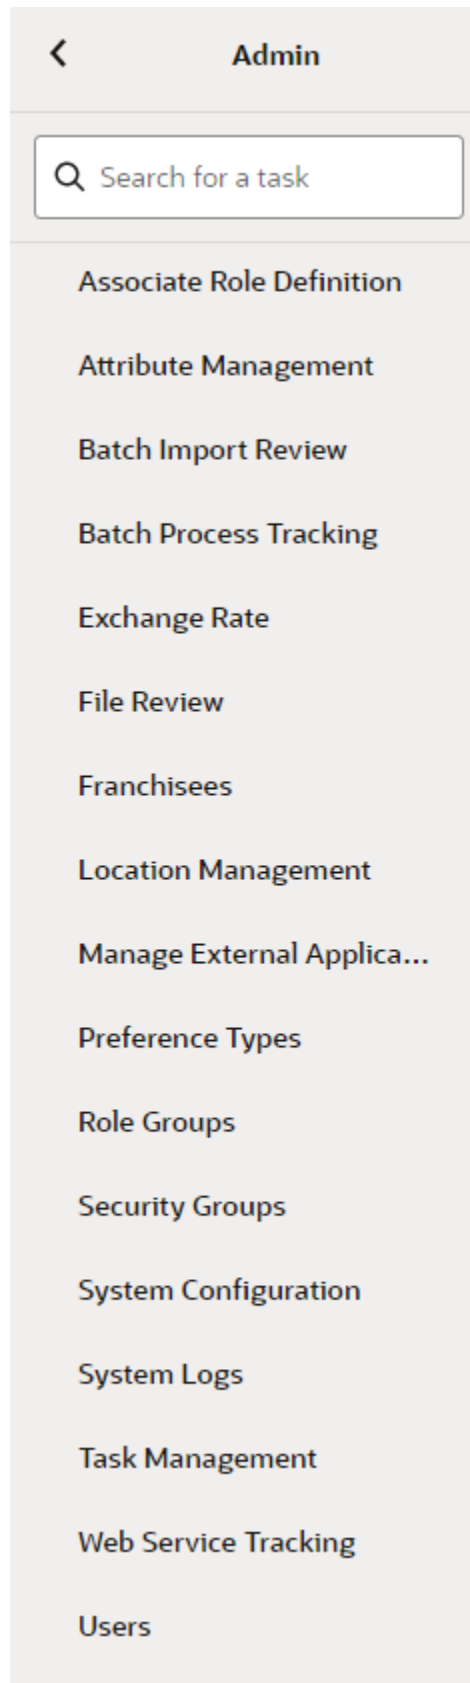 Admin
Search for a task
Associate Role Definition
Attribute Management
Batch Import Review
Batch Process Tracking
Exchange Rate
File Review
Franchisees
Location Management
Manage External Applica...
Preference Types
Role Groups
Security Groups
System Configuration
System Logs
Task Management
Web Service Tracking
Users